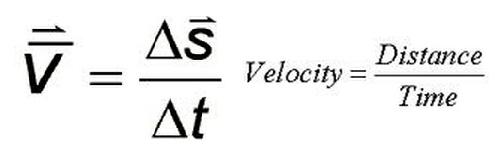 v⃗̅ = Δs⃗ / Δt
Velocity = Distance / Time